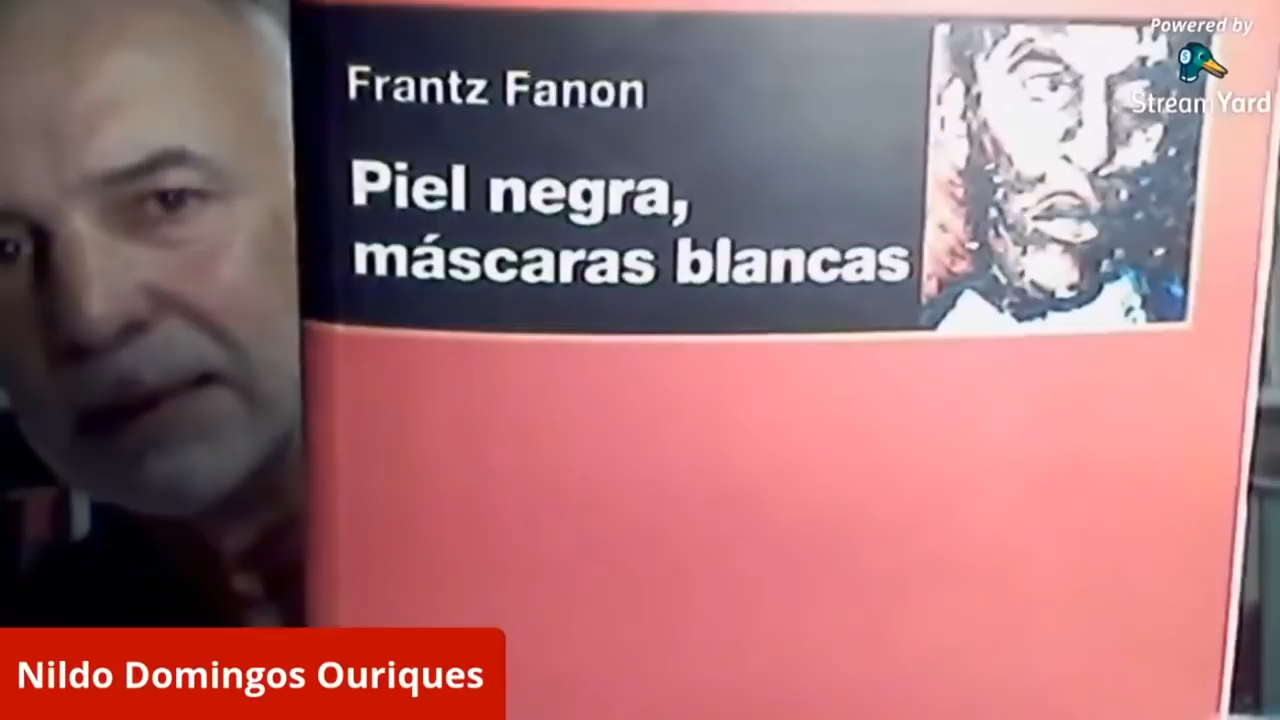 Powered by
StreamYard
Frantz Fanon
Piel negra,
máscaras blancas
Nildo Domingos Ouriques